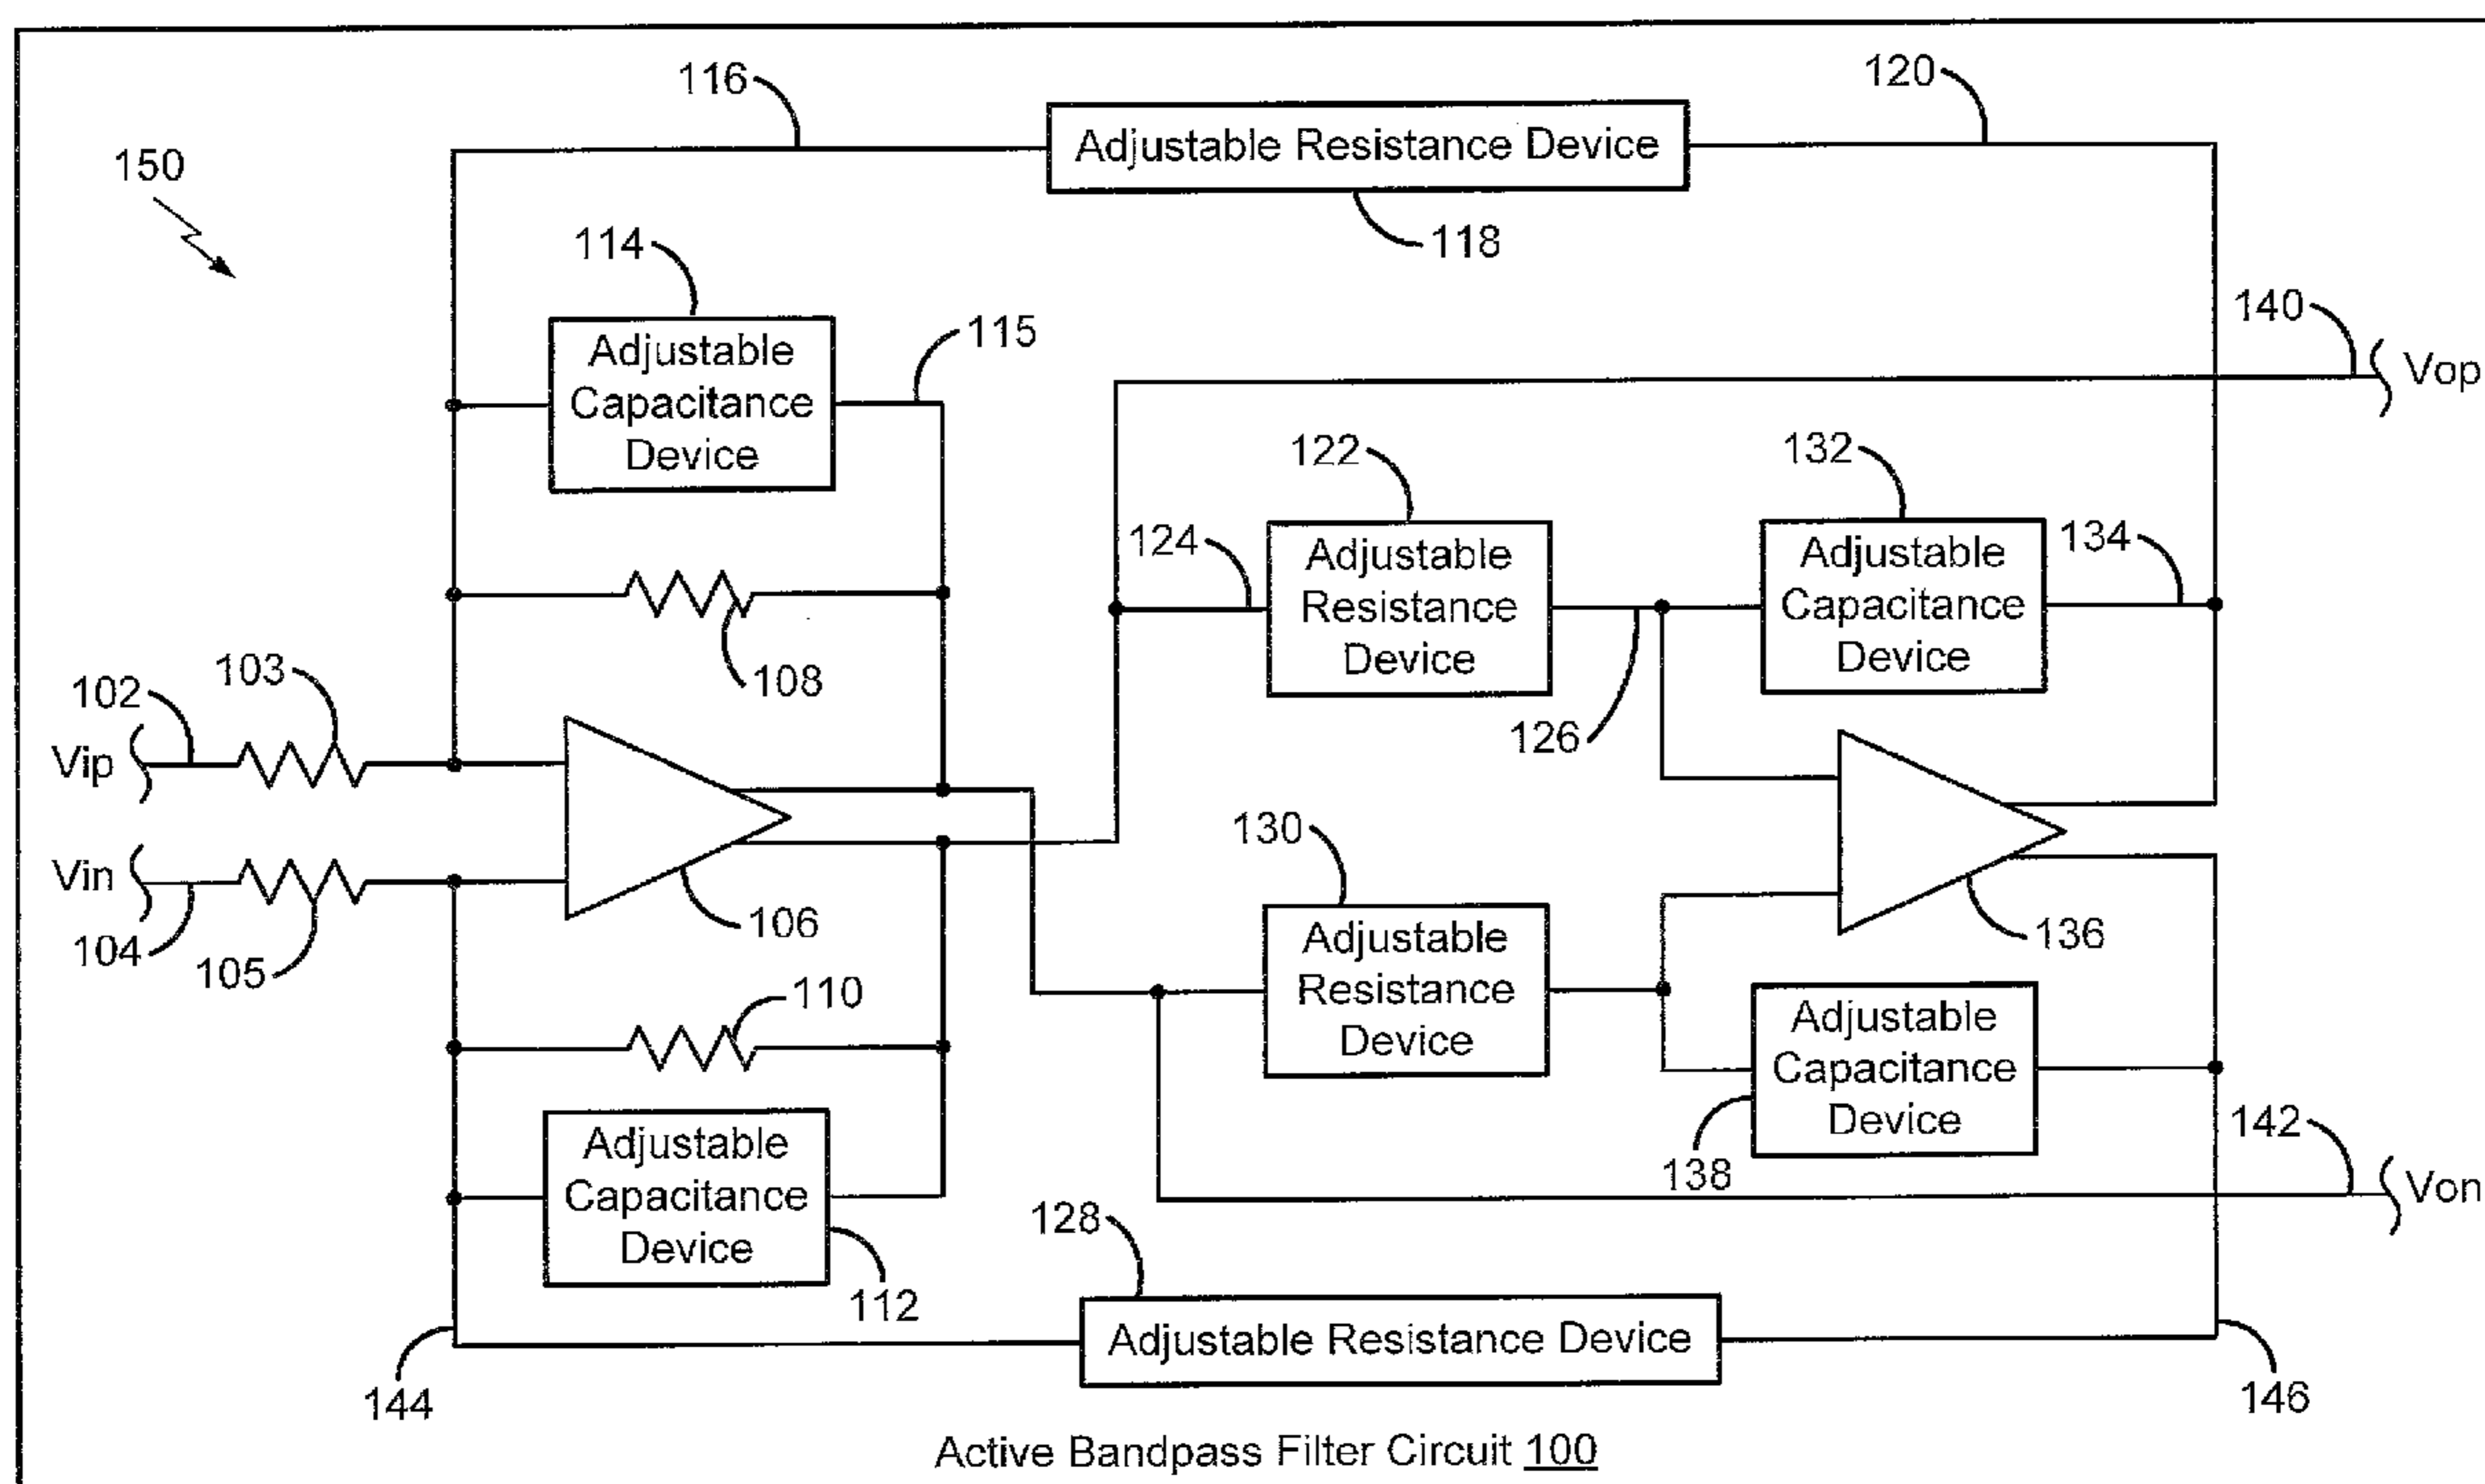 116
120
Adjustable Resistance Device
150
118
114
140
115
Vop
Adjustable
Capacitance
Device
122
132
124
134
Adjustable
Resistance
Device
Adjustable
Capacitance
Device
103
108
102
126
Vip
130
Vin
106
136
104
105
Adjustable
Resistance
Device
110
Adjustable
Capacitance
Device
142
138
Von
Adjustable
Capacitance
Device
128
112
Adjustable Resistance Device
144
146
Active Bandpass Filter Circuit 100